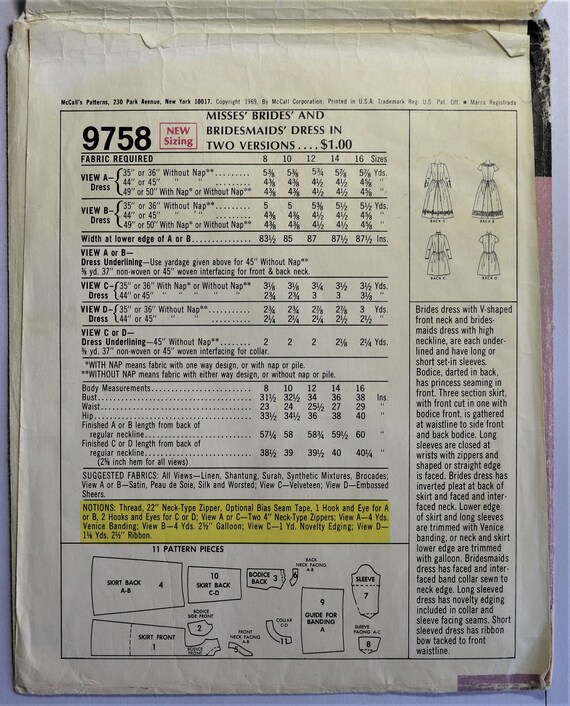 McCall's Patterns, 230 Park Avenue, New York 10017. Copyright 1969, By McCall Corporation, Printed in U.S.A. Trademark Reg. U.S. Pat. Off. ★ Marca Registrada
9758
NEW Sizing
MISSES' BRIDES' AND
BRIDESMAIDS' DRESS IN
TWO VERSIONS....$1.00
FABRIC REQUIRED 8 10 12 14 16 Sizes
VIEW A— Dress
35" or 36" Without Nap**......... 5⅜ 5⅜ 5¾ 5⅞ 5⅞ Yds.
44" or 45" " " ......... 4⅜ 4⅜ 4½ 4½ 4⅝ "
49" or 50" With Nap* or Without Nap** 4⅜ 4⅜ 4½ 4½ 4⅝ "
VIEW B— Dress
35" or 36" Without Nap**......... 5 5 5⅜ 5½ 5½ Yds.
44" or 45" " " ......... 4⅜ 4⅜ 4½ 4½ 4⅝ "
49" or 50" With Nap* or Without Nap** 4⅜ 4⅜ 4½ 4½ 4⅝ "
Width at lower edge of A or B.............. 83½ 85 87 87½ 87½ Ins.
VIEW A or B—
Dress Underlining—Use yardage given above for 45" Without Nap**
⅜ yd. 37" non-woven or 45" woven interfacing for front & back neck.
VIEW C— Dress
35" or 36" With Nap* or Without Nap** 3⅛ 3⅛ 3¼ 3½ 3½ Yds.
44" or 45" " " " " 2¾ 2¾ 3 3 3⅛ "
VIEW D— Dress
35" or 36" Without Nap**........... 2¾ 2¾ 2⅞ 2⅞ 3 Yds.
44" or 45" " " ........... 2¼ 2¼ 2¼ 2½ 2½ "
VIEW C or D—
Dress Underlining—45" Without Nap**....... 2 2 2 2⅛ 2¼ Yds.
⅜ yd. 37" non-woven or 45" woven interfacing for collar.
*WITH NAP means fabric with one way design, or with nap or pile.
**WITHOUT NAP means fabric with either way design, or without nap or pile.
Body Measurements...................... 8 10 12 14 16
Bust................................... 31½ 32½ 34 36 38 Ins.
Waist.................................. 23 24 25½ 27 29 "
Hip.................................... 33½ 34½ 36 38 40 "
Finished A or B length from back of
regular neckline...................... 57¼ 58 58¾ 59½ 60 "
Finished C or D length from back of
regular neckline...................... 38½ 39 39½ 40 40¼ "
(2⅝ inch hem for all views)
SUGGESTED FABRICS: All Views—Linen, Shantung, Surah, Synthetic Mixtures, Brocades;
View A or B—Satin, Peau de Soie, Silk and Worsted; View C—Velveteen; View D—Embossed
Sheers.
NOTIONS: Thread, 22" Neck-Type Zipper, Optional Bias Seam Tape, 1 Hook and Eye for A
or B, 2 Hooks and Eyes for C or D; View A or C—Two 4" Neck-Type Zippers; View A—4 Yds.
Venice Banding; View B—4 Yds. 2½" Galloon; View C—1 Yd. Novelty Edging; View D—
1⅛ Yds. 2½" Ribbon.
11 PATTERN PIECES
SKIRT BACK
A-B
4
10
SKIRT BACK
C-D
BODICE
BACK
3
6
BACK
NECK FACING
A-B
SLEEVE
7
9
GUIDE FOR
BANDING
A
SKIRT FRONT
1
BODICE
SIDE FRONT
2
BODICE
FRONT
FRONT
NECK FACING
A-B
5
COLLAR
C-D
11
SLEEVE
FACING A-C
8
BACK C
BACK D
Brides dress with V-shaped
front neck and brides-
maids dress with high
neckline, are each under-
lined and have long or
short set-in sleeves.
Bodice, darted in back,
has princess seaming in
front. Three section skirt,
with front cut in one with
bodice front, is gathered
at waistline to side front
and back bodice. Long
sleeves are closed at
wrists with zippers and
shaped or straight edge
is faced. Brides dress has
inverted pleat at back of
skirt and faced and inter-
faced neck. Lower edge
of skirt and long sleeves
are trimmed with Venice
banding, or neck and skirt
lower edge are trimmed
with galloon. Bridesmaids
dress has faced and inter-
faced band collar sewn to
neck edge. Long sleeved
dress has novelty edging
included in collar and
sleeve facing seams. Short
sleeved dress has ribbon
bow tacked to front
waistline.